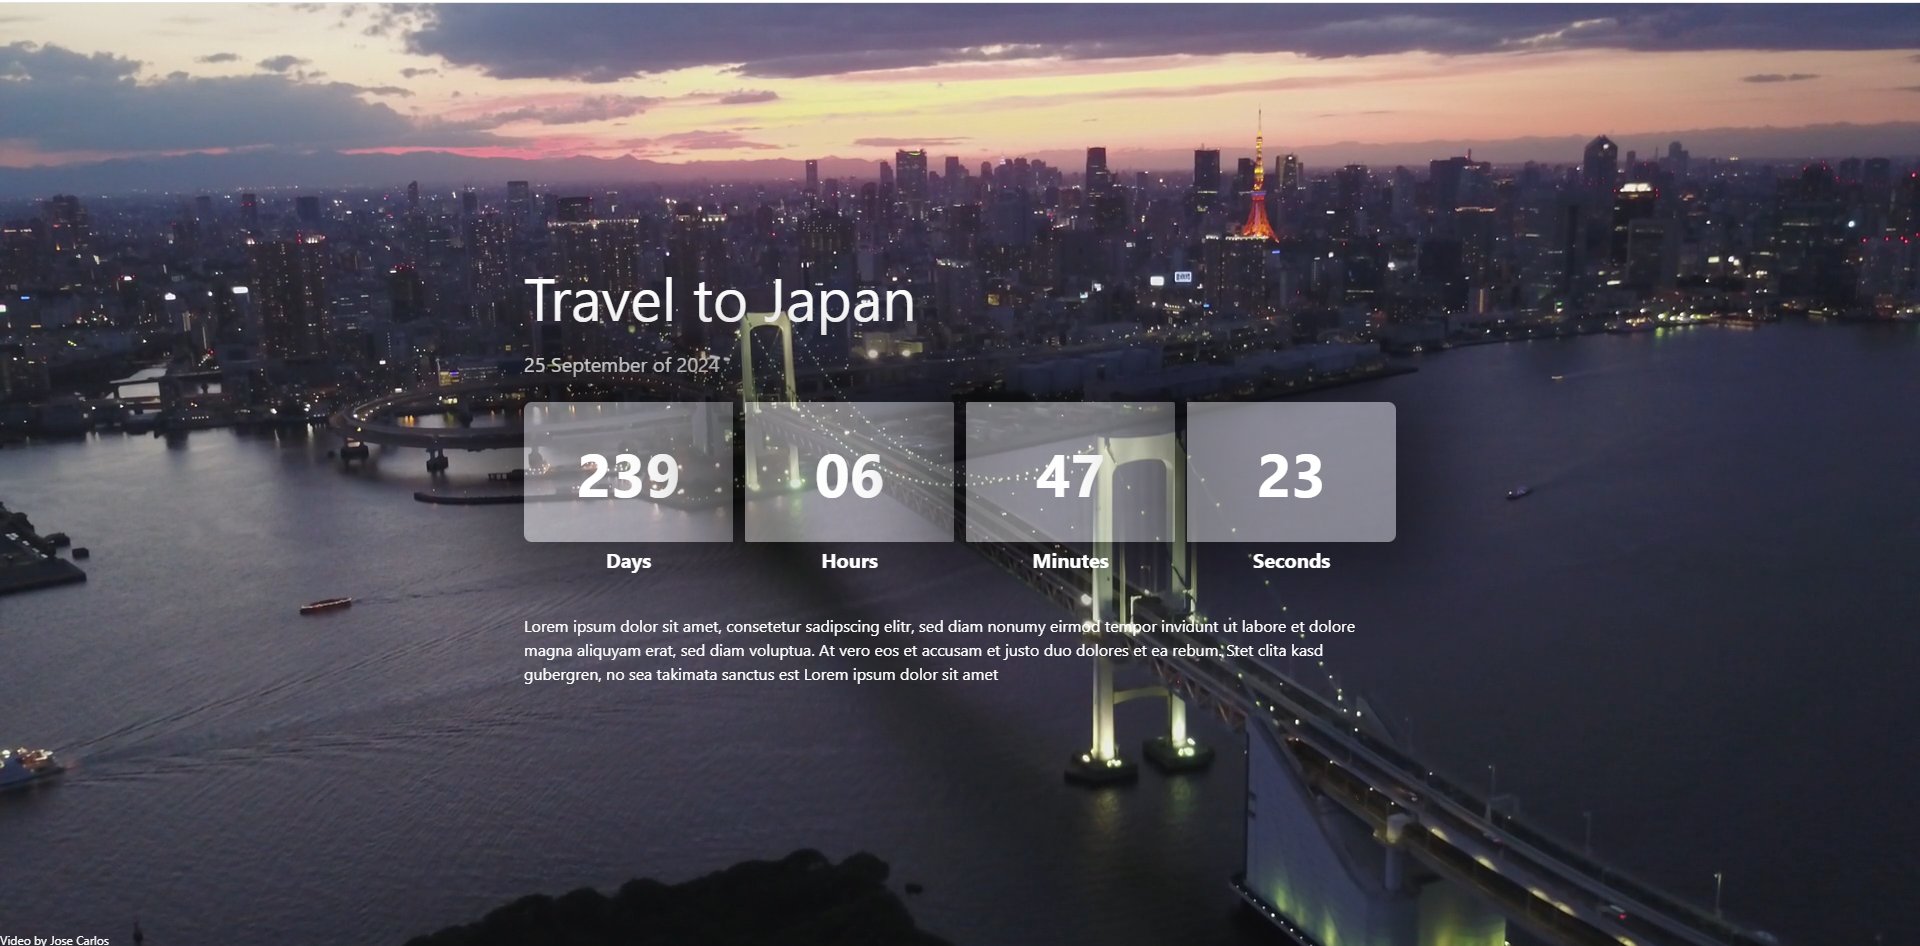 Travel to Japan
25 September of 2024
239 06 47 23
Days Hours Minutes Seconds
Lorem ipsum dolor sit amet, consetetur sadipscing elitr, sed diam nonumy eirmod tempor invidunt ut labore et dolore
magna aliquyam erat, sed diam voluptua. At vero eos et accusam et justo duo dolores et ea rebum. Stet clita kasd
gubergren, no sea takimata sanctus est Lorem ipsum dolor sit amet
Video by Jose Carlos